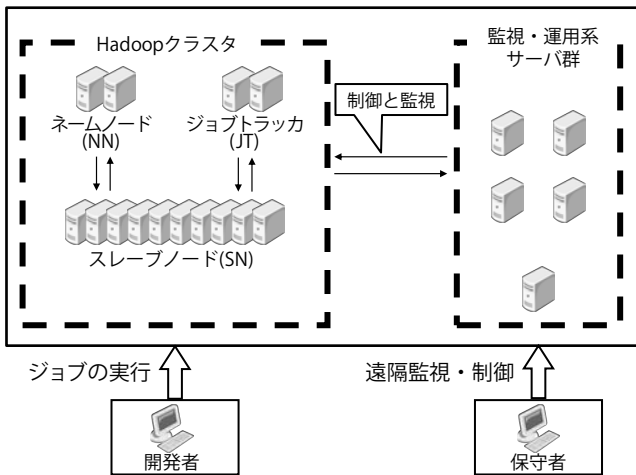 Hadoopクラスタ
監視・運用系
サーバ群
ネームノード
(NN)
ジョブトラッカ
(JT)
制御と監視
スレーブノード(SN)
ジョブの実行
遠隔監視・制御
開発者
保守者